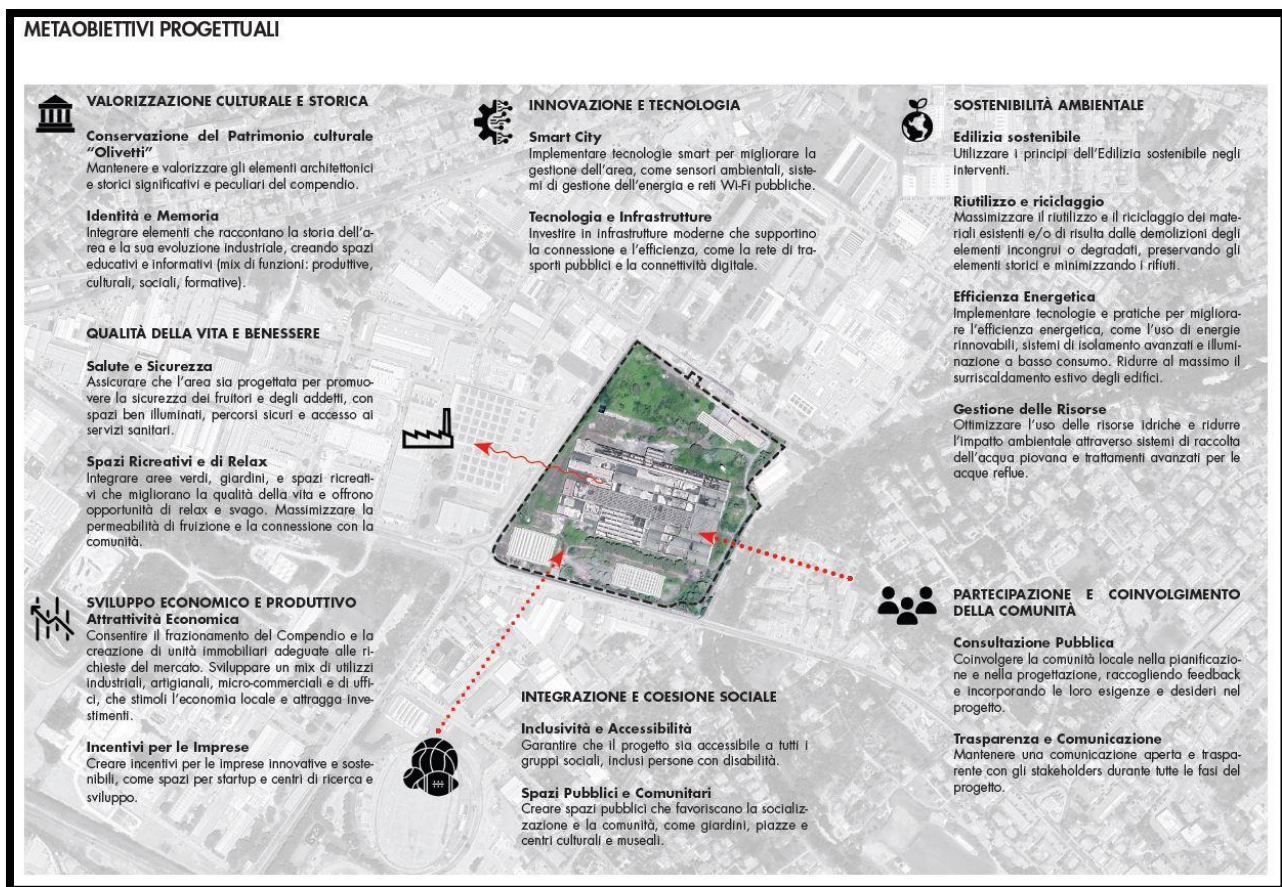 METAOBIETTIVI PROGETTUALI
VALORIZZAZIONE CULTURALE E STORICA
Conservazione del Patrimonio culturale
“Olivetti”
Mantenere e valorizzare gli elementi architettonici
e storici significativi e peculiari del compendio.
Identità e Memoria
Integrare elementi che raccontano la storia dell’a-
rea e la sua evoluzione industriale, creando spazi
educativi e informativi (mix di funzioni: produttive,
culturali, sociali, formative).
QUALITÀ DELLA VITA E BENESSERE
Salute e Sicurezza
Assicurare che l’area sia progettata per promuo-
vere la sicurezza dei fruitori e degli addetti, con
spazi ben illuminati, percorsi sicuri e accesso ai
servizi sanitari.
Spazi Ricreativi e di Relax
Integrare aree verdi, giardini, e spazi ricreati-
vi che migliorano la qualità della vita e offrono
opportunità di relax e svago. Massimizzare la
permeabilità di fruizione e la connessione con la
comunità.
SVILUPPO ECONOMICO E PRODUTTIVO
Attrattività Economica
Consentire il frazionamento del Compendio e la
creazione di unità immobiliari adeguate alle ri-
chieste del mercato. Sviluppare un mix di utilizzi
industriali, artigianali, micro-commerciali e di uffi-
ci, che stimoli l’economia locale e attragga inve-
stimenti.
Incentivi per le Imprese
Creare incentivi per le imprese innovative e soste-
nibili, come spazi per startup e centri di ricerca e
sviluppo.
INNOVAZIONE E TECNOLOGIA
Smart City
Implementare tecnologie smart per migliorare la
gestione dell’area, come sensori ambientali, siste-
mi di gestione dell’energia e reti Wi-Fi pubbliche.
Tecnologia e Infrastrutture
Investire in infrastrutture moderne che supportino
la connessione e l’efficienza, come la rete di tra-
sporti pubblici e la connettività digitale.
INTEGRAZIONE E COESIONE SOCIALE
Inclusività e Accessibilità
Garantire che il progetto sia accessibile a tutti i
gruppi sociali, inclusi persone con disabilità.
Spazi Pubblici e Comunitari
Creare spazi pubblici che favoriscano la socializ-
zazione e la comunità, come giardini, piazze e
centri culturali e museali.
SOSTENIBILITÀ AMBIENTALE
Edilizia sostenibile
Utilizzare i principi dell’Edilizia sostenibile negli
interventi.
Riutilizzo e riciclaggio
Massimizzare il riutilizzo e il riciclaggio dei mate-
riali esistenti e/o di risulta dalle demolizioni degli
elementi incongrui o degradati, preservando gli
elementi storici e minimizzando i rifiuti.
Efficienza Energetica
Implementare tecnologie e pratiche per migliora-
re l’efficienza energetica, come l’uso di energie
rinnovabili, sistemi di isolamento avanzati e illumi-
nazione a basso consumo. Ridurre al massimo il
surriscaldamento estivo degli edifici.
Gestione delle Risorse
Ottimizzare l’uso delle risorse idriche e ridurre
l’impatto ambientale attraverso sistemi di raccolta
dell’acqua piovana e trattamenti avanzati per le
acque reflue.
PARTECIPAZIONE E COINVOLGIMENTO
DELLA COMUNITÀ
Consultazione Pubblica
Coinvolgere la comunità locale nella pianificazio-
ne e nella progettazione, raccogliendo feedback
e incorporando le loro esigenze e desideri nel
progetto.
Trasparenza e Comunicazione
Mantenere una comunicazione aperta e traspa-
rente con gli stakeholders durante tutte le fasi del
progetto.